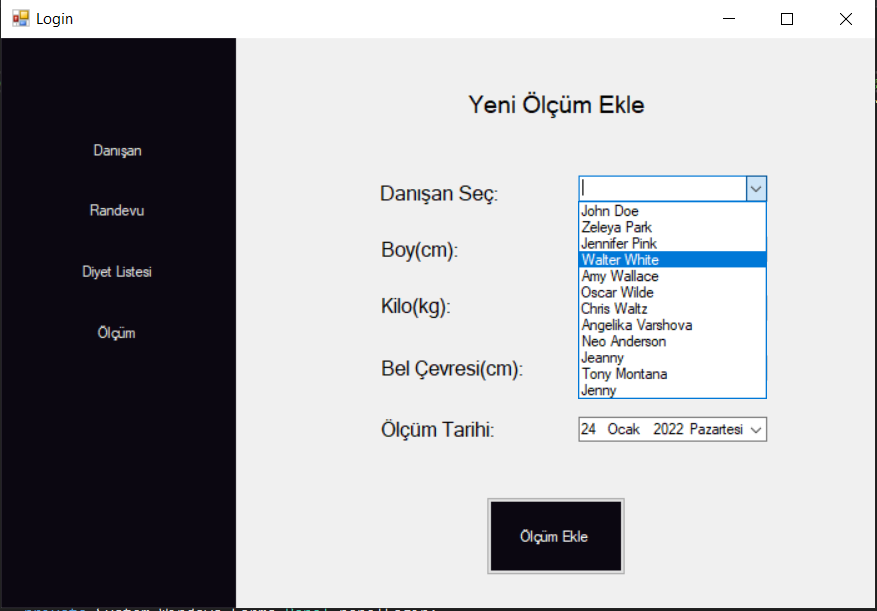 Login
Yeni Ölçüm Ekle
Danışan
Randevu
Diyet Listesi
Ölçüm
Danışan Seç:
John Doe
Zeleya Park
Jennifer Pink
Walter White
Amy Wallace
Oscar Wilde
Chris Waltz
Angelika Varshova
Neo Anderson
Jeanny
Tony Montana
Jenny
Boy(cm):
Kilo(kg):
Bel Çevresi(cm):
Ölçüm Tarihi: 24 Ocak 2022 Pazartesi
Ölçüm Ekle